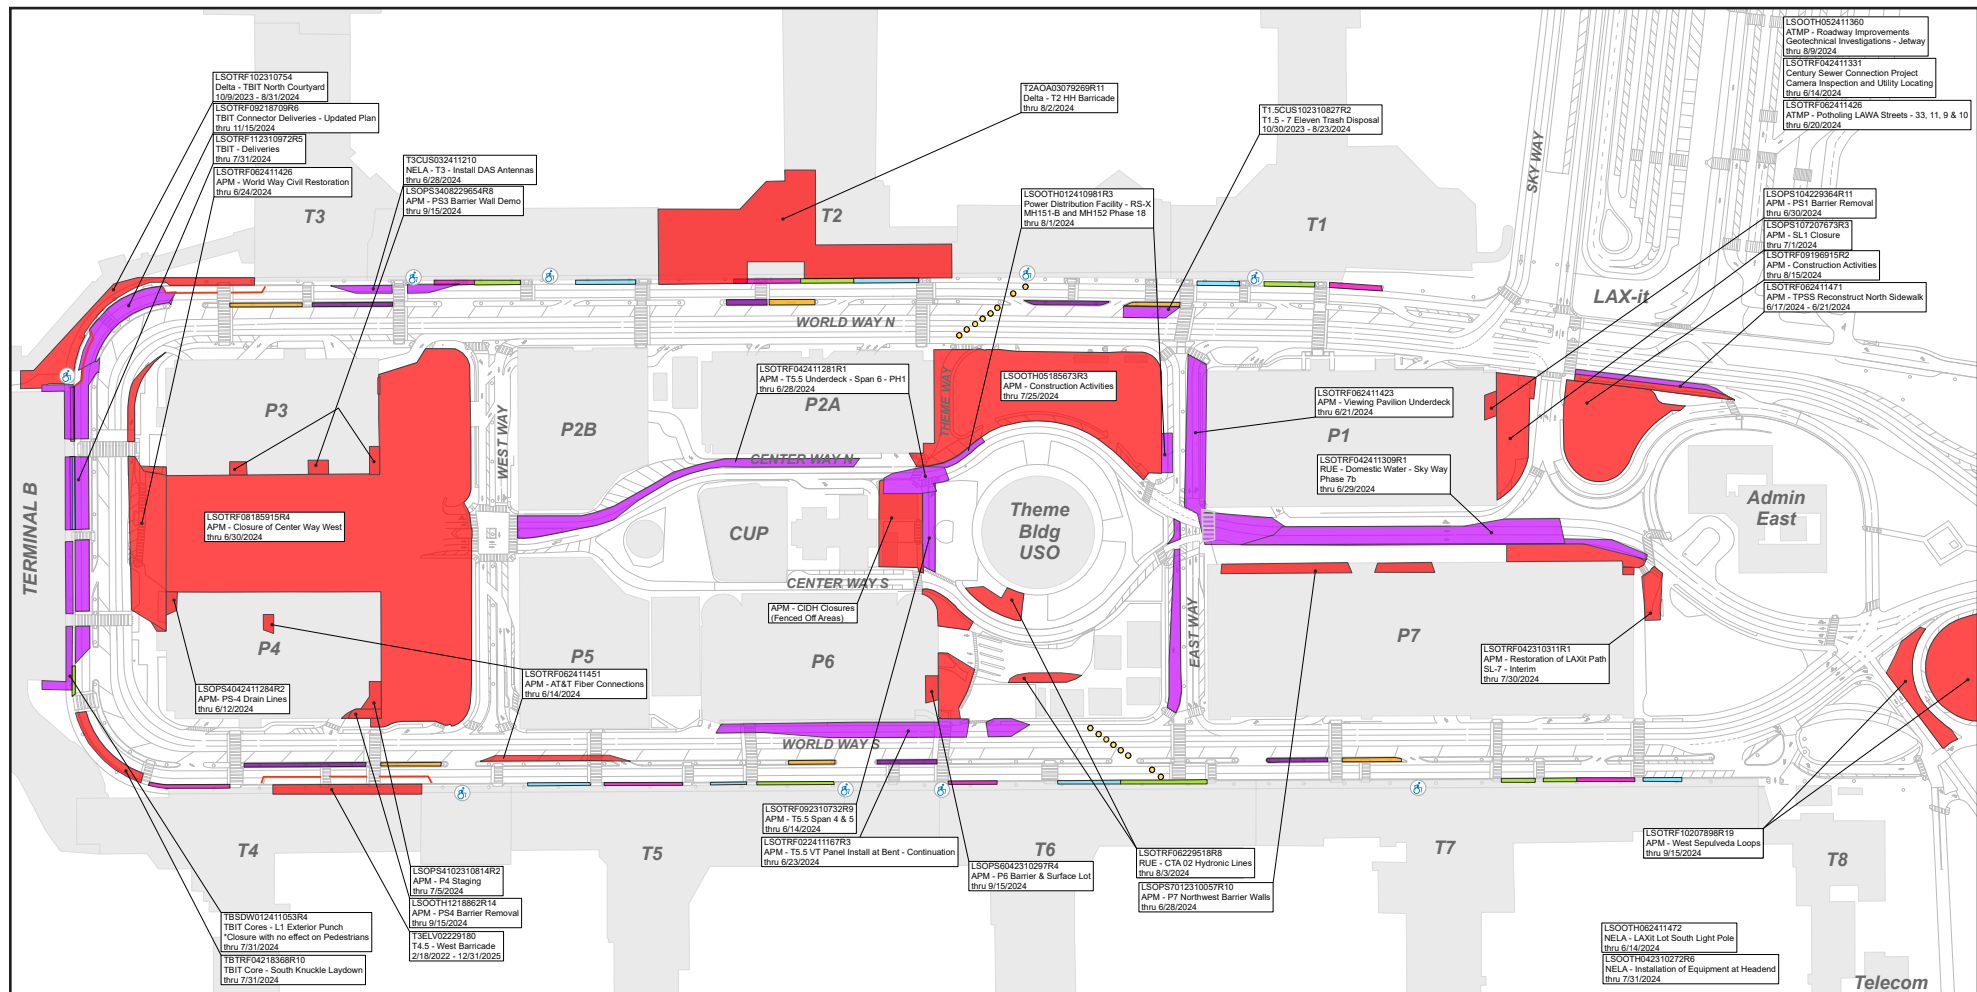 LSOTRF102310754
Delta - TBIT North Courtyard
10/9/2023 - 8/31/2024
LSOTRF09218709R6
TBIT Connector Deliveries - Updated Plan
thru 11/15/2024
LSOTRF112310972R5
TBIT - Deliveries
thru 7/31/2024
LSOTRF062411426
APM - World Way Civil Restoration
thru 6/24/2024
T3CUS032411210
NELA - T3 - Install DAS Antennas
thru 6/28/2024
LSOPS3408229654R8
APM - PS3 Barrier Wall Demo
thru 9/15/2024
T2AOA03079269R11
Delta - T2 HH Barricade
thru 8/2/2024
T1.5CUS102310827R2
T1.5 - 7 Eleven Trash Disposal
10/30/2023 - 8/23/2024
LSOOTH012410981R3
Power Distribution Facility - RS-X
MH151-B and MH152 Phase 18
thru 8/1/2024
LSOOTH052411360
ATMP - Roadway Improvements
Geotechnical Investigations - Jetway
thru 8/9/2024
LSOTRF042411331
Century Sewer Connection Project
Camera Inspection and Utility Locating
thru 6/14/2024
LSOTRF062411426
ATMP - Potholing LAWA Streets - 33, 11, 9 & 10
thru 6/20/2024
LSOPS104229364R11
APM - PS1 Barrier Removal
thru 6/30/2024
LSOPS107207673R3
APM - SL1 Closure
thru 7/1/2024
LSOTRF09196915R2
APM - Construction Activities
thru 8/15/2024
LSOTRF062411471
APM - TPSS Reconstruct North Sidewalk
6/17/2024 - 6/21/2024
T3
T2
T1
SKY WAY
LAX-it
WORLD WAY N
LSOTRF042411281R1
APM - T5.5 Underdeck - Span 6 - PH1
thru 6/28/2024
LSOOTH05185673R3
APM - Construction Activities
thru 7/25/2024
LSOTRF062411423
APM - Viewing Pavilion Underdeck
thru 6/21/2024
P3
P2B
P2A
P1
WEST WAY
THEME WAY
CENTER WAY N
LSOTRF042411309R1
RUE - Domestic Water - Sky Way
Phase 7b
thru 6/29/2024
TERMINAL B
LSOTRF08185915R4
APM - Closure of Center Way West
thru 6/30/2024
CUP
Theme
Bldg
USO
Admin
East
CENTER WAY S
APM - CIDH Closures
(Fenced Off Areas)
EAST WAY
P4
P5
P6
P7
LSOPS4042411284R2
APM- PS-4 Drain Lines
thru 6/12/2024
LSOTRF062411451
APM - AT&T Fiber Connections
thru 6/14/2024
LSOTRF042310311R1
APM - Restoration of LAXit Path
SL-7 - Interim
thru 7/30/2024
WORLD WAY S
LSOTRF092310732R9
APM - T5.5 Span 4 & 5
thru 6/14/2024
LSOTRF022411167R3
APM - T5.5 VT Panel Install at Bent - Continuation
thru 6/23/2024
LSOPS6042310297R4
APM - P6 Barrier & Surface Lot
thru 9/15/2024
LSOTRF06229518R8
RUE - CTA 02 Hydronic Lines
thru 8/3/2024
LSOPS7012310057R10
APM - P7 Northwest Barrier Walls
thru 6/28/2024
LSOTRF10207898R19
APM - West Sepulveda Loops
thru 9/15/2024
T4
T5
T6
T7
T8
LSOPS4102310814R2
APM - P4 Staging
thru 7/5/2024
LSOOTH1218862R14
APM - PS4 Barrier Removal
thru 9/15/2024
T3ELV02229180
T4.5 - West Barricade
2/18/2022 - 12/31/2025
TBSDW012411053R4
TBIT Cores - L1 Exterior Punch
*Closure with no effect on Pedestrians
thru 7/31/2024
TBTRF04218368R10
TBIT Core - South Knuckle Laydown
thru 7/31/2024
LSOOTH062411472
NELA - LAXit Lot South Light Pole
thru 6/14/2024
LSOOTH042310272R6
NELA - Installation of Equipment at Headend
thru 7/31/2024
Telecom